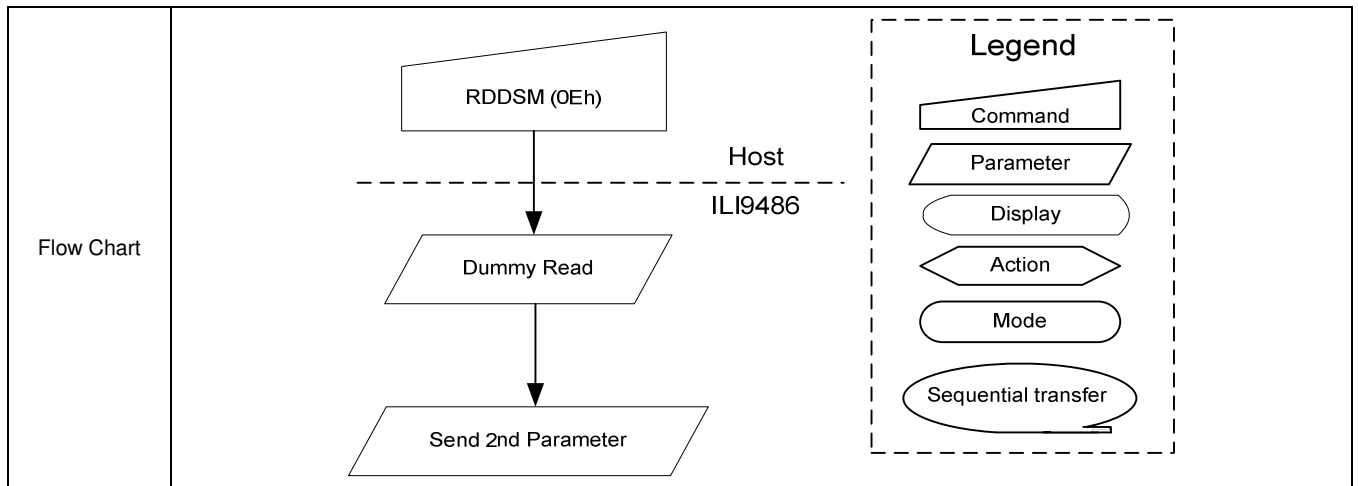 Flow Chart
RDDSM (0Eh)
Host
ILI9486
Dummy Read
Send 2nd Parameter
Legend
Command
Parameter
Display
Action
Mode
Sequential transfer